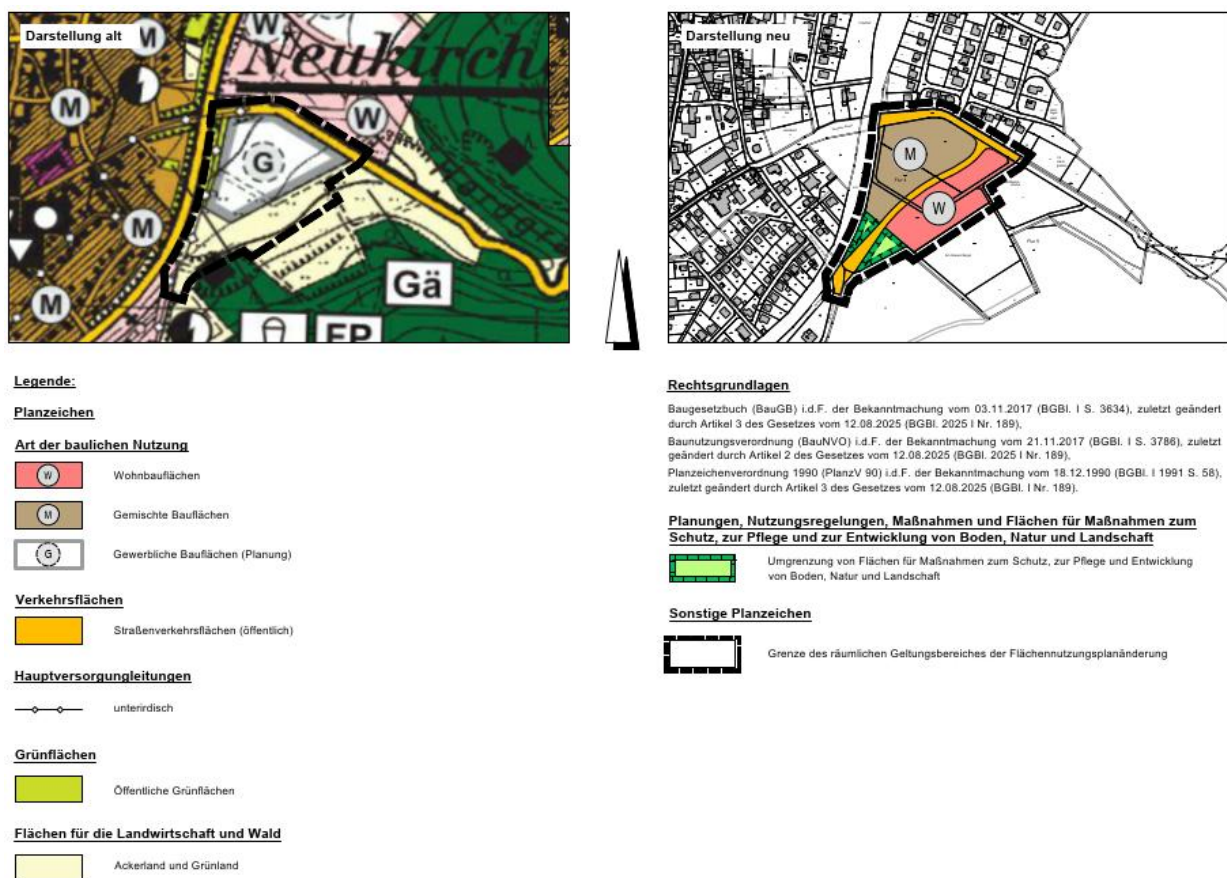 Darstellung alt
M
W
Neukirch
M
W
G
M
M
Gä
FP
Darstellung neu
M
W
Legende:
Planzeichen
Art der baulichen Nutzung
W
Wohnbauflächen
M
Gemischte Bauflächen
G
Gewerbliche Bauflächen (Planung)
Verkehrsflächen
Straßenverkehrsflächen (öffentlich)
Hauptversorgungleitungen
unterirdisch
Grünflächen
Öffentliche Grünflächen
Flächen für die Landwirtschaft und Wald
Ackerland und Grünland
Rechtsgrundlagen
Baugesetzbuch (BauGB) i.d.F. der Bekanntmachung vom 03.11.2017 (BGBl. I S. 3634), zuletzt geändert
durch Artikel 3 des Gesetzes vom 12.08.2025 (BGBl. 2025 I Nr. 189),
Baunutzungsverordnung (BauNVO) i.d.F. der Bekanntmachung vom 21.11.2017 (BGBl. I S. 3786), zuletzt
geändert durch Artikel 2 des Gesetzes vom 12.08.2025 (BGBl. 2025 I Nr. 189),
Planzeichenverordnung 1990 (PlanzV 90) i.d.F. der Bekanntmachung vom 18.12.1990 (BGBl. I 1991 S. 58),
zuletzt geändert durch Artikel 3 des Gesetzes vom 12.08.2025 (BGBl. I Nr. 189).
Planungen, Nutzungsregelungen, Maßnahmen und Flächen für Maßnahmen zum
Schutz, zur Pflege und zur Entwicklung von Boden, Natur und Landschaft
Umgrenzung von Flächen für Maßnahmen zum Schutz, zur Pflege und Entwicklung
von Boden, Natur und Landschaft
Sonstige Planzeichen
Grenze des räumlichen Geltungsbereiches der Flächennutzungsplanänderung